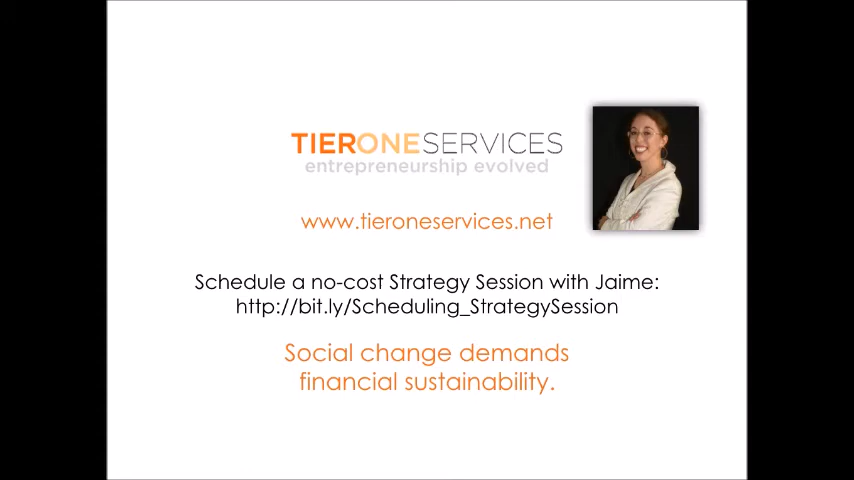 TIERONESERVICES
entrepreneurship evolved
www.tieroneservices.net
Schedule a no-cost Strategy Session with Jaime:
http://bit.ly/Scheduling_StrategySession
Social change demands
financial sustainability.